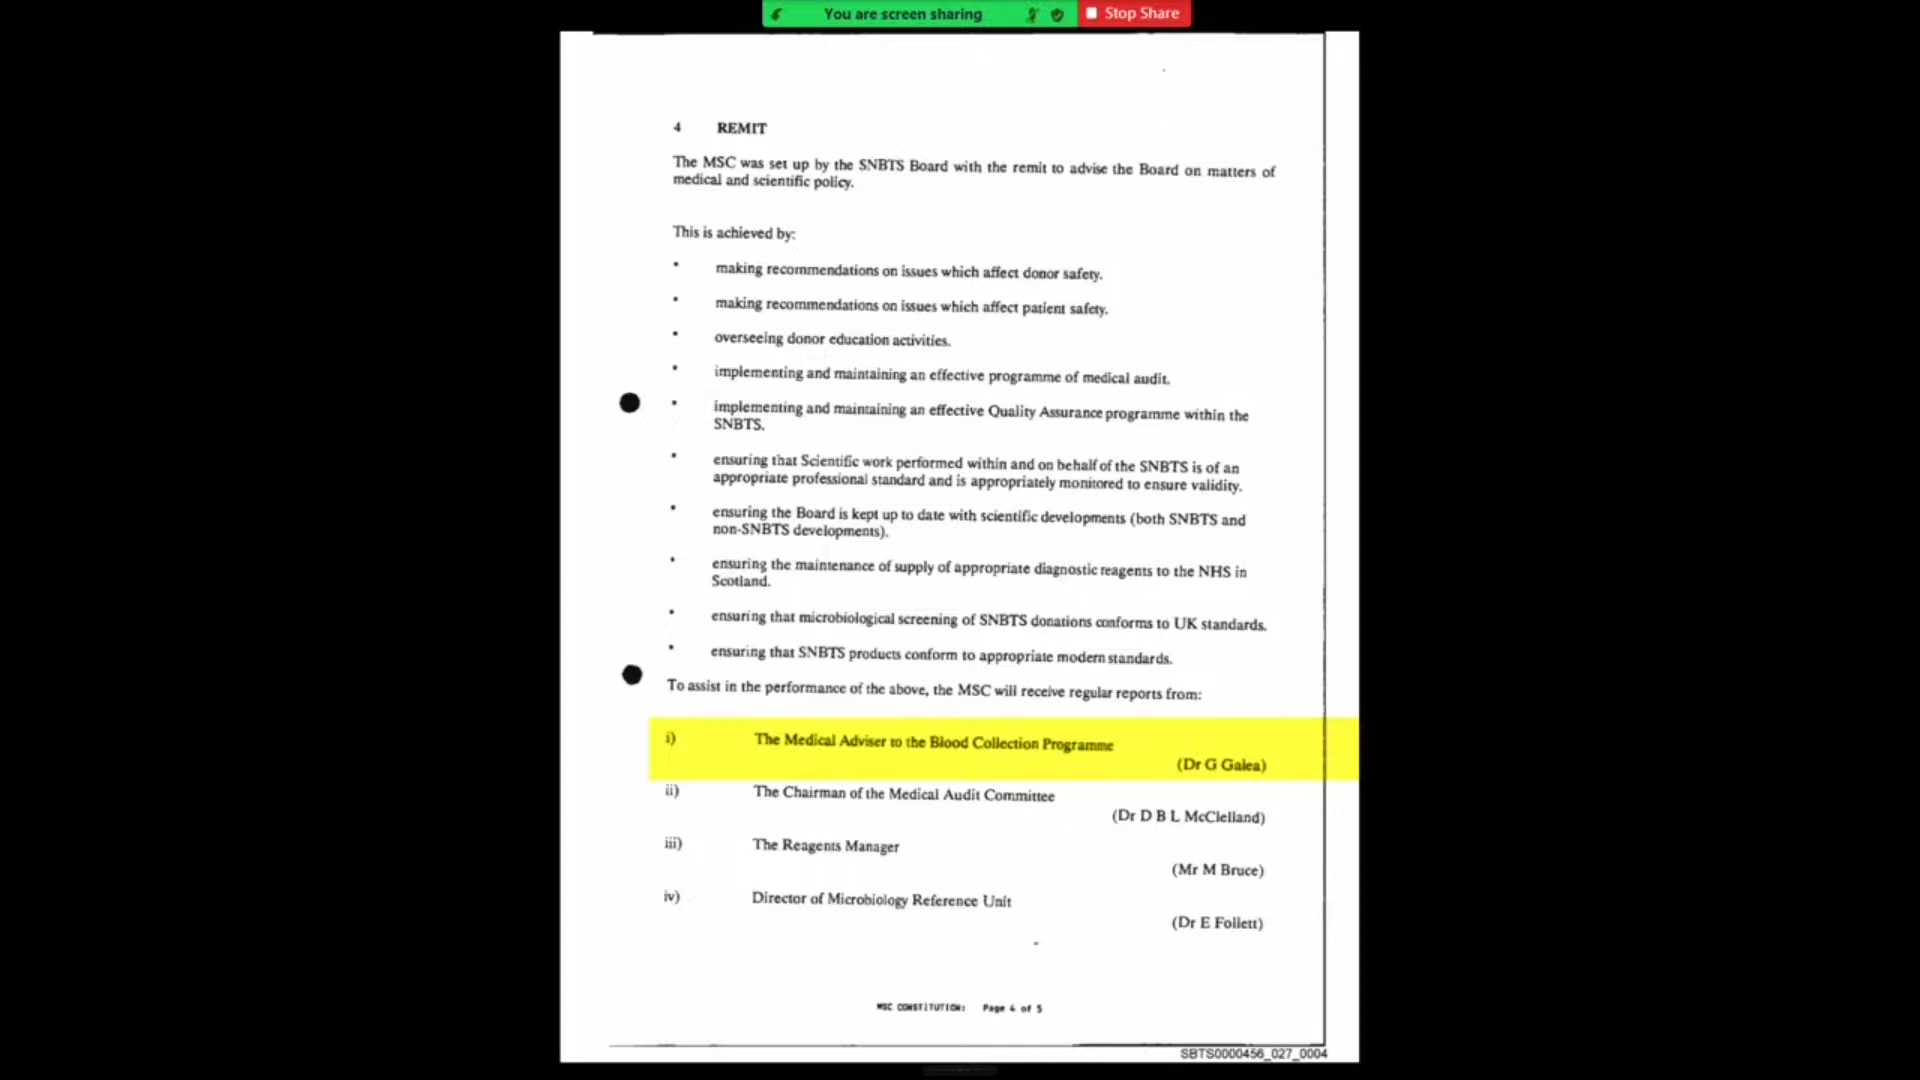 You are screen sharing
Stop Share
4 REMIT
The MSC was set up by the SNBTS Board with the remit to advise the Board on matters of
medical and scientific policy.
This is achieved by:
• making recommendations on issues which affect donor safety.
• making recommendations on issues which affect patient safety.
• overseeing donor education activities.
• implementing and maintaining an effective programme of medical audit.
• implementing and maintaining an effective Quality Assurance programme within the
SNBTS.
• ensuring that Scientific work performed within and on behalf of the SNBTS is of an
appropriate professional standard and is appropriately monitored to ensure validity.
• ensuring the Board is kept up to date with scientific developments (both SNBTS and
non-SNBTS developments).
• ensuring the maintenance of supply of appropriate diagnostic reagents to the NHS in
Scotland.
• ensuring that microbiological screening of SNBTS donations conforms to UK standards.
• ensuring that SNBTS products conform to appropriate modern standards.
To assist in the performance of the above, the MSC will receive regular reports from:
i) The Medical Adviser to the Blood Collection Programme
(Dr G Galea)
ii) The Chairman of the Medical Audit Committee
(Dr D B L McClelland)
iii) The Reagents Manager
(Mr M Bruce)
iv) Director of Microbiology Reference Unit
(Dr E Follett)
MSC CONSTITUTION: Page 4 of 5
SBTS0000456_027_0004